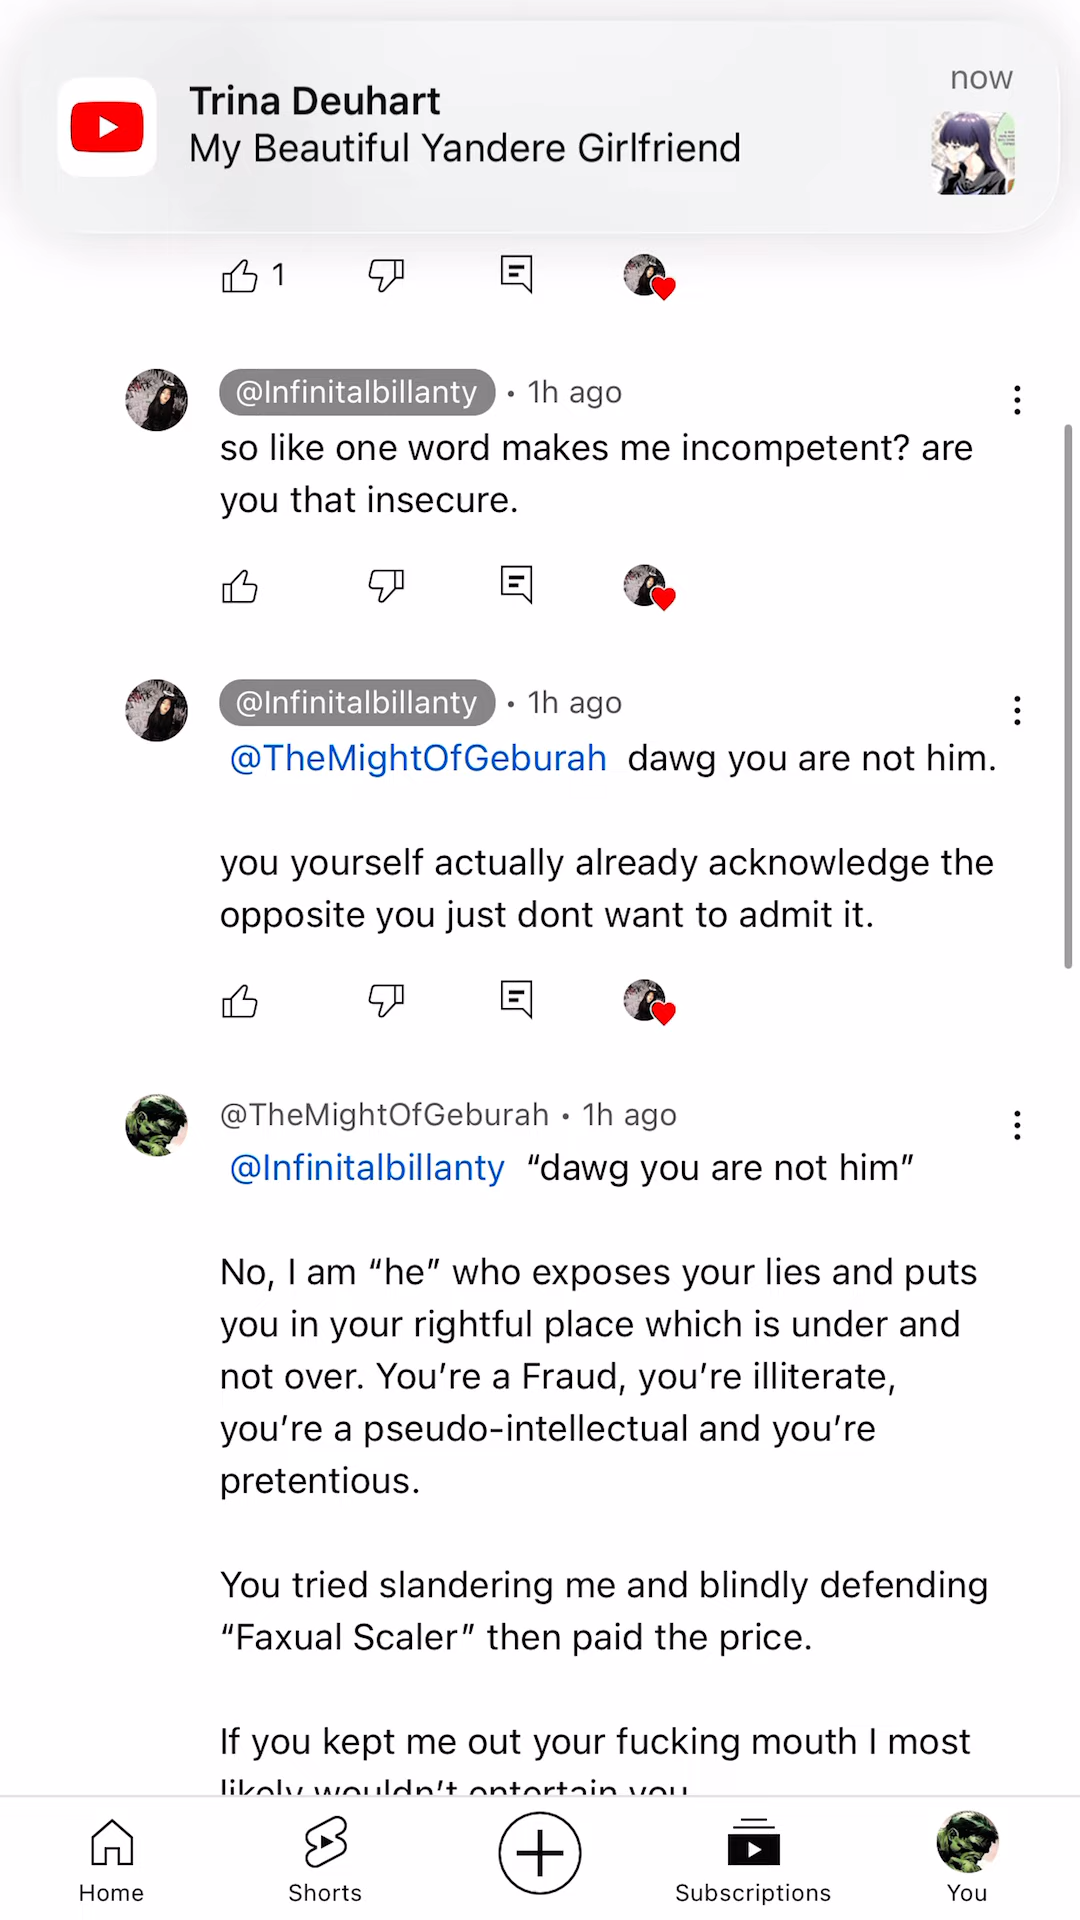 Trina Deuhart
now
My Beautiful Yandere Girlfriend
1
@Infinitalbillanty • 1h ago
so like one word makes me incompetent? are
you that insecure.
@Infinitalbillanty • 1h ago
@TheMightOfGeburah dawg you are not him.
you yourself actually already acknowledge the
opposite you just dont want to admit it.
@TheMightOfGeburah • 1h ago
@Infinitalbillanty “dawg you are not him”
No, I am “he” who exposes your lies and puts
you in your rightful place which is under and
not over. You’re a Fraud, you’re illiterate,
you’re a pseudo-intellectual and you’re
pretentious.
You tried slandering me and blindly defending
“Faxual Scaler” then paid the price.
If you kept me out your fucking mouth I most
likely wouldn’t entertain you
Home
Shorts
Subscriptions
You